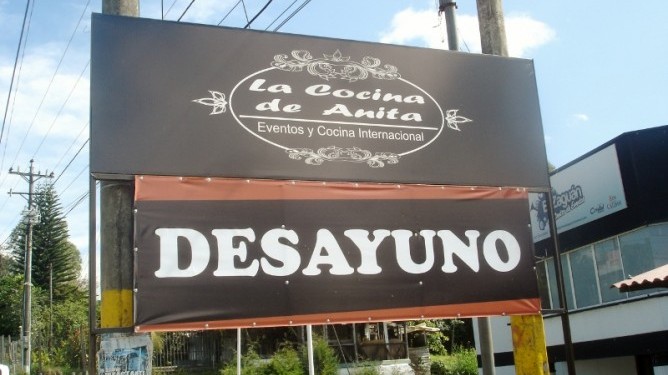 La Cocina
de Anita
Eventos y Cocina Internacional
DESAYUNO